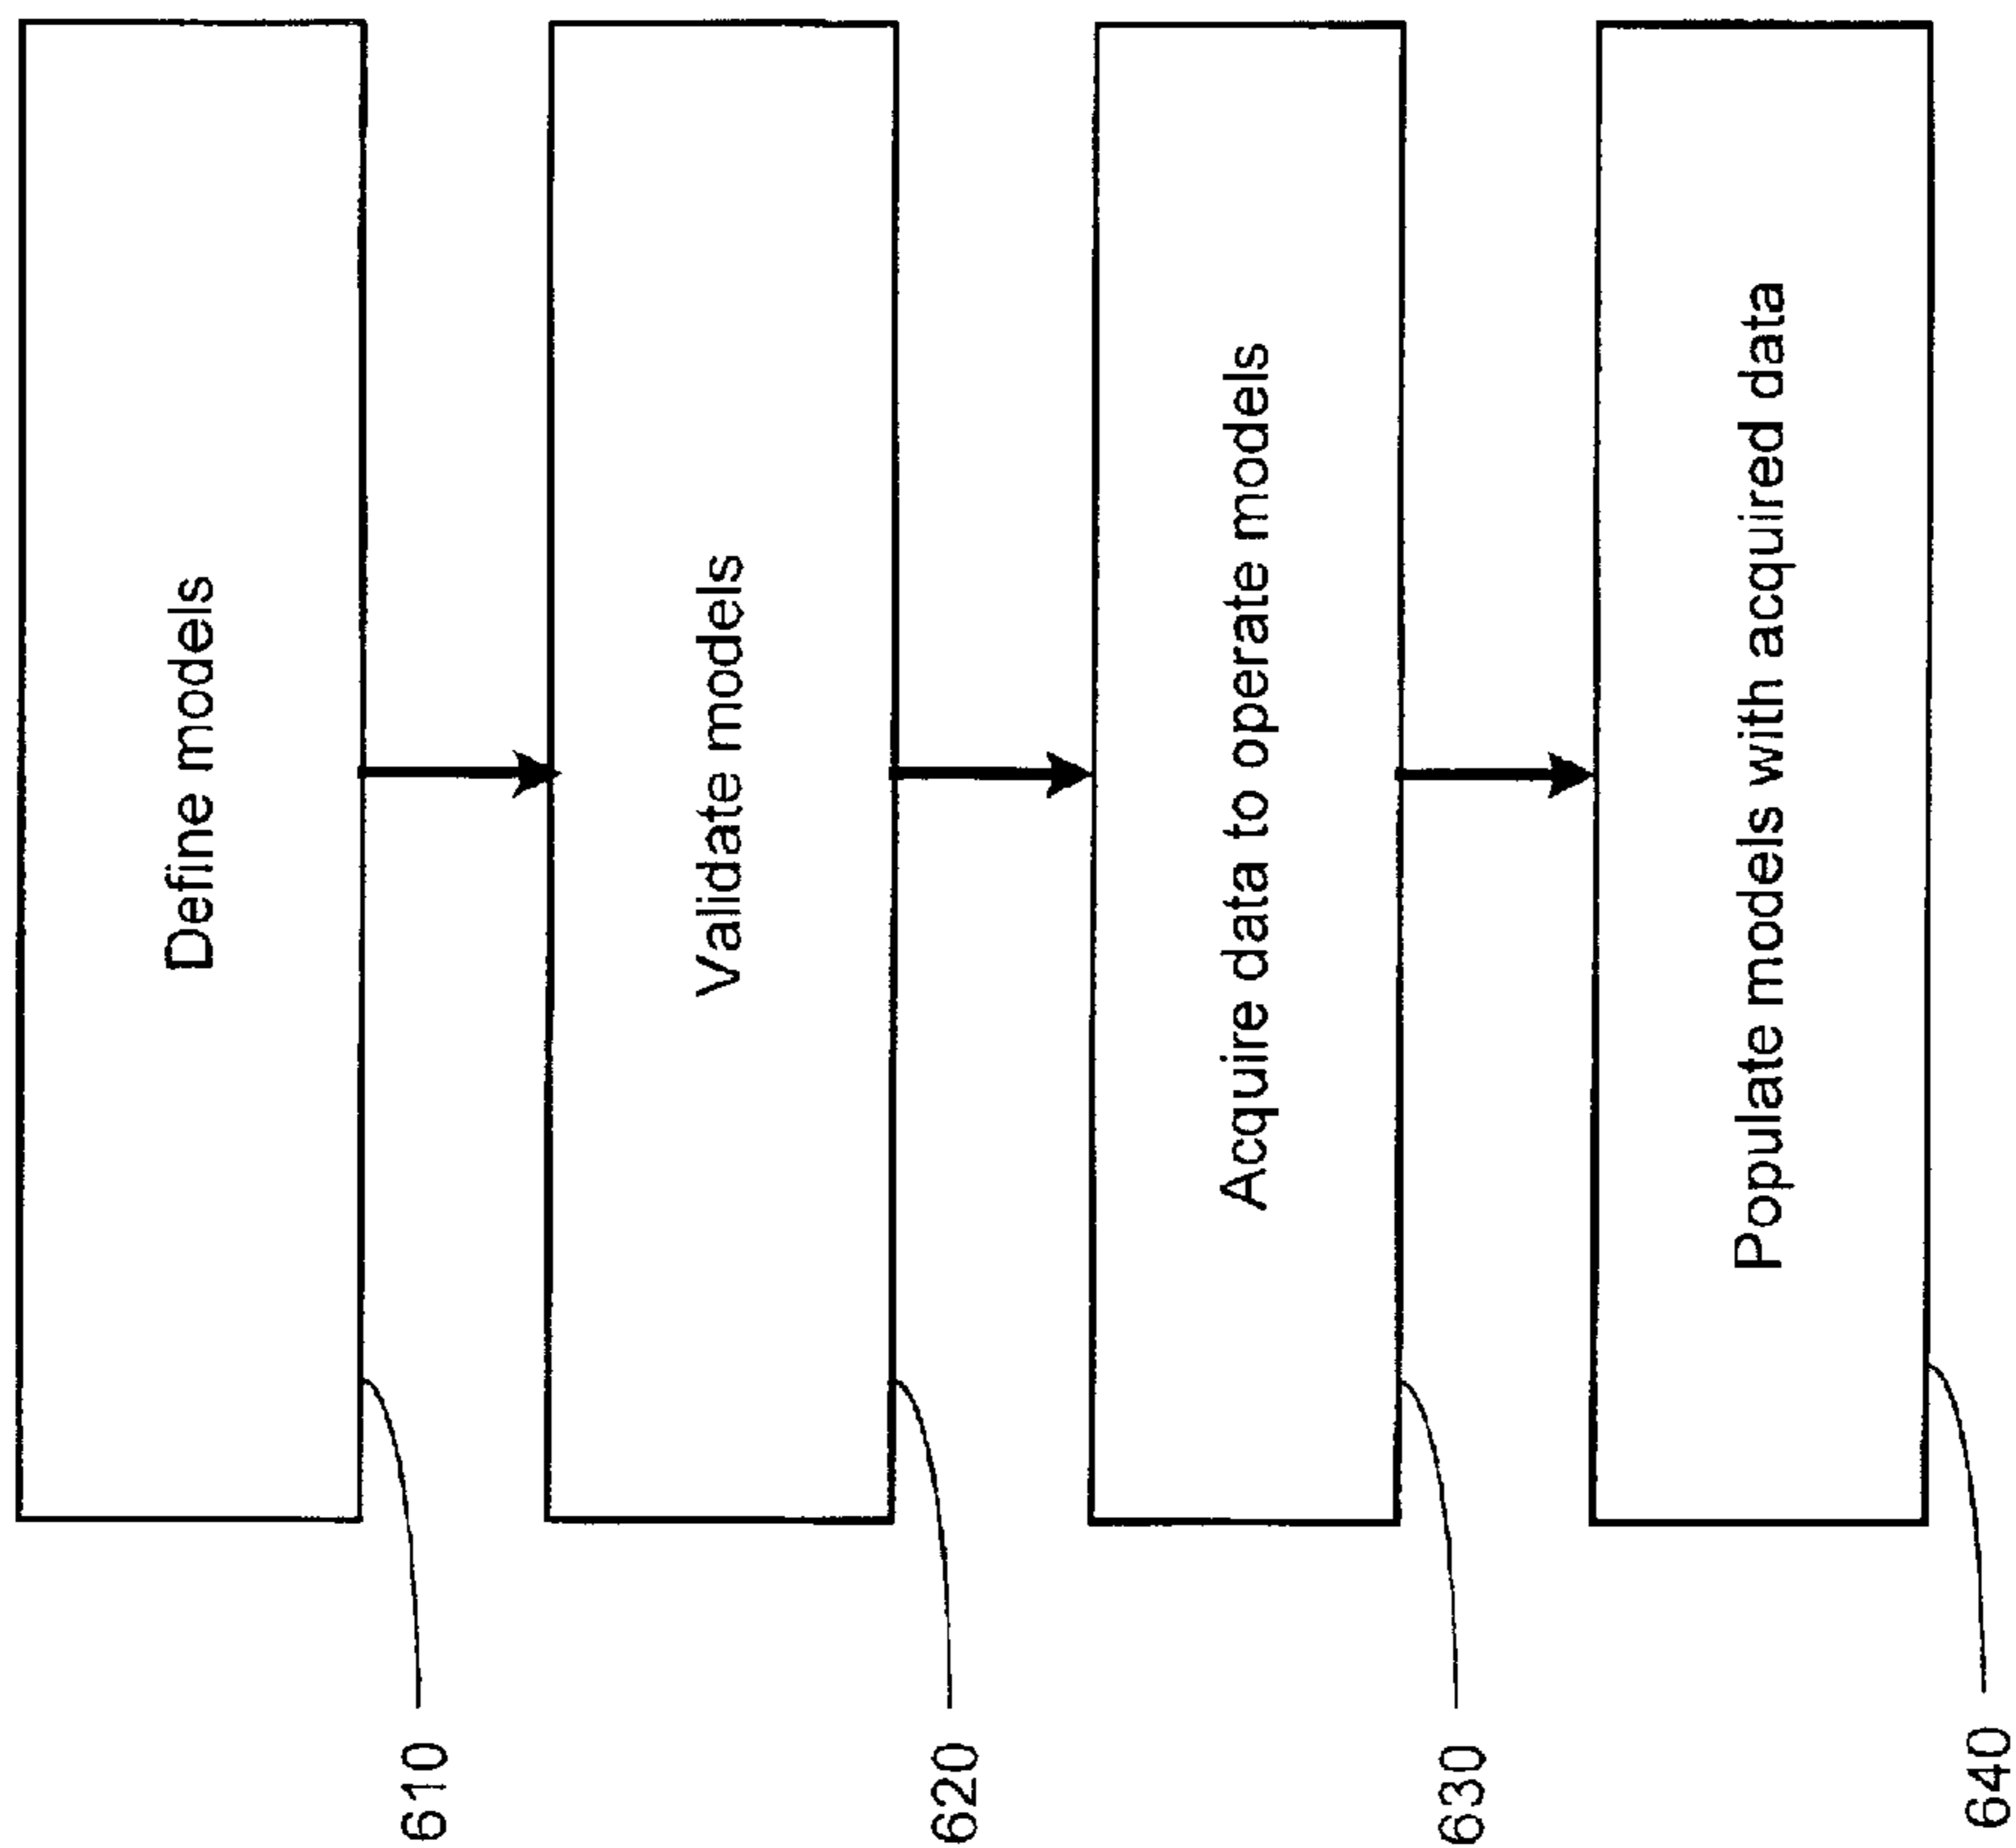 Define models
610
Validate models
620
Acquire data to operate models
630
Populate models with acquired data
640